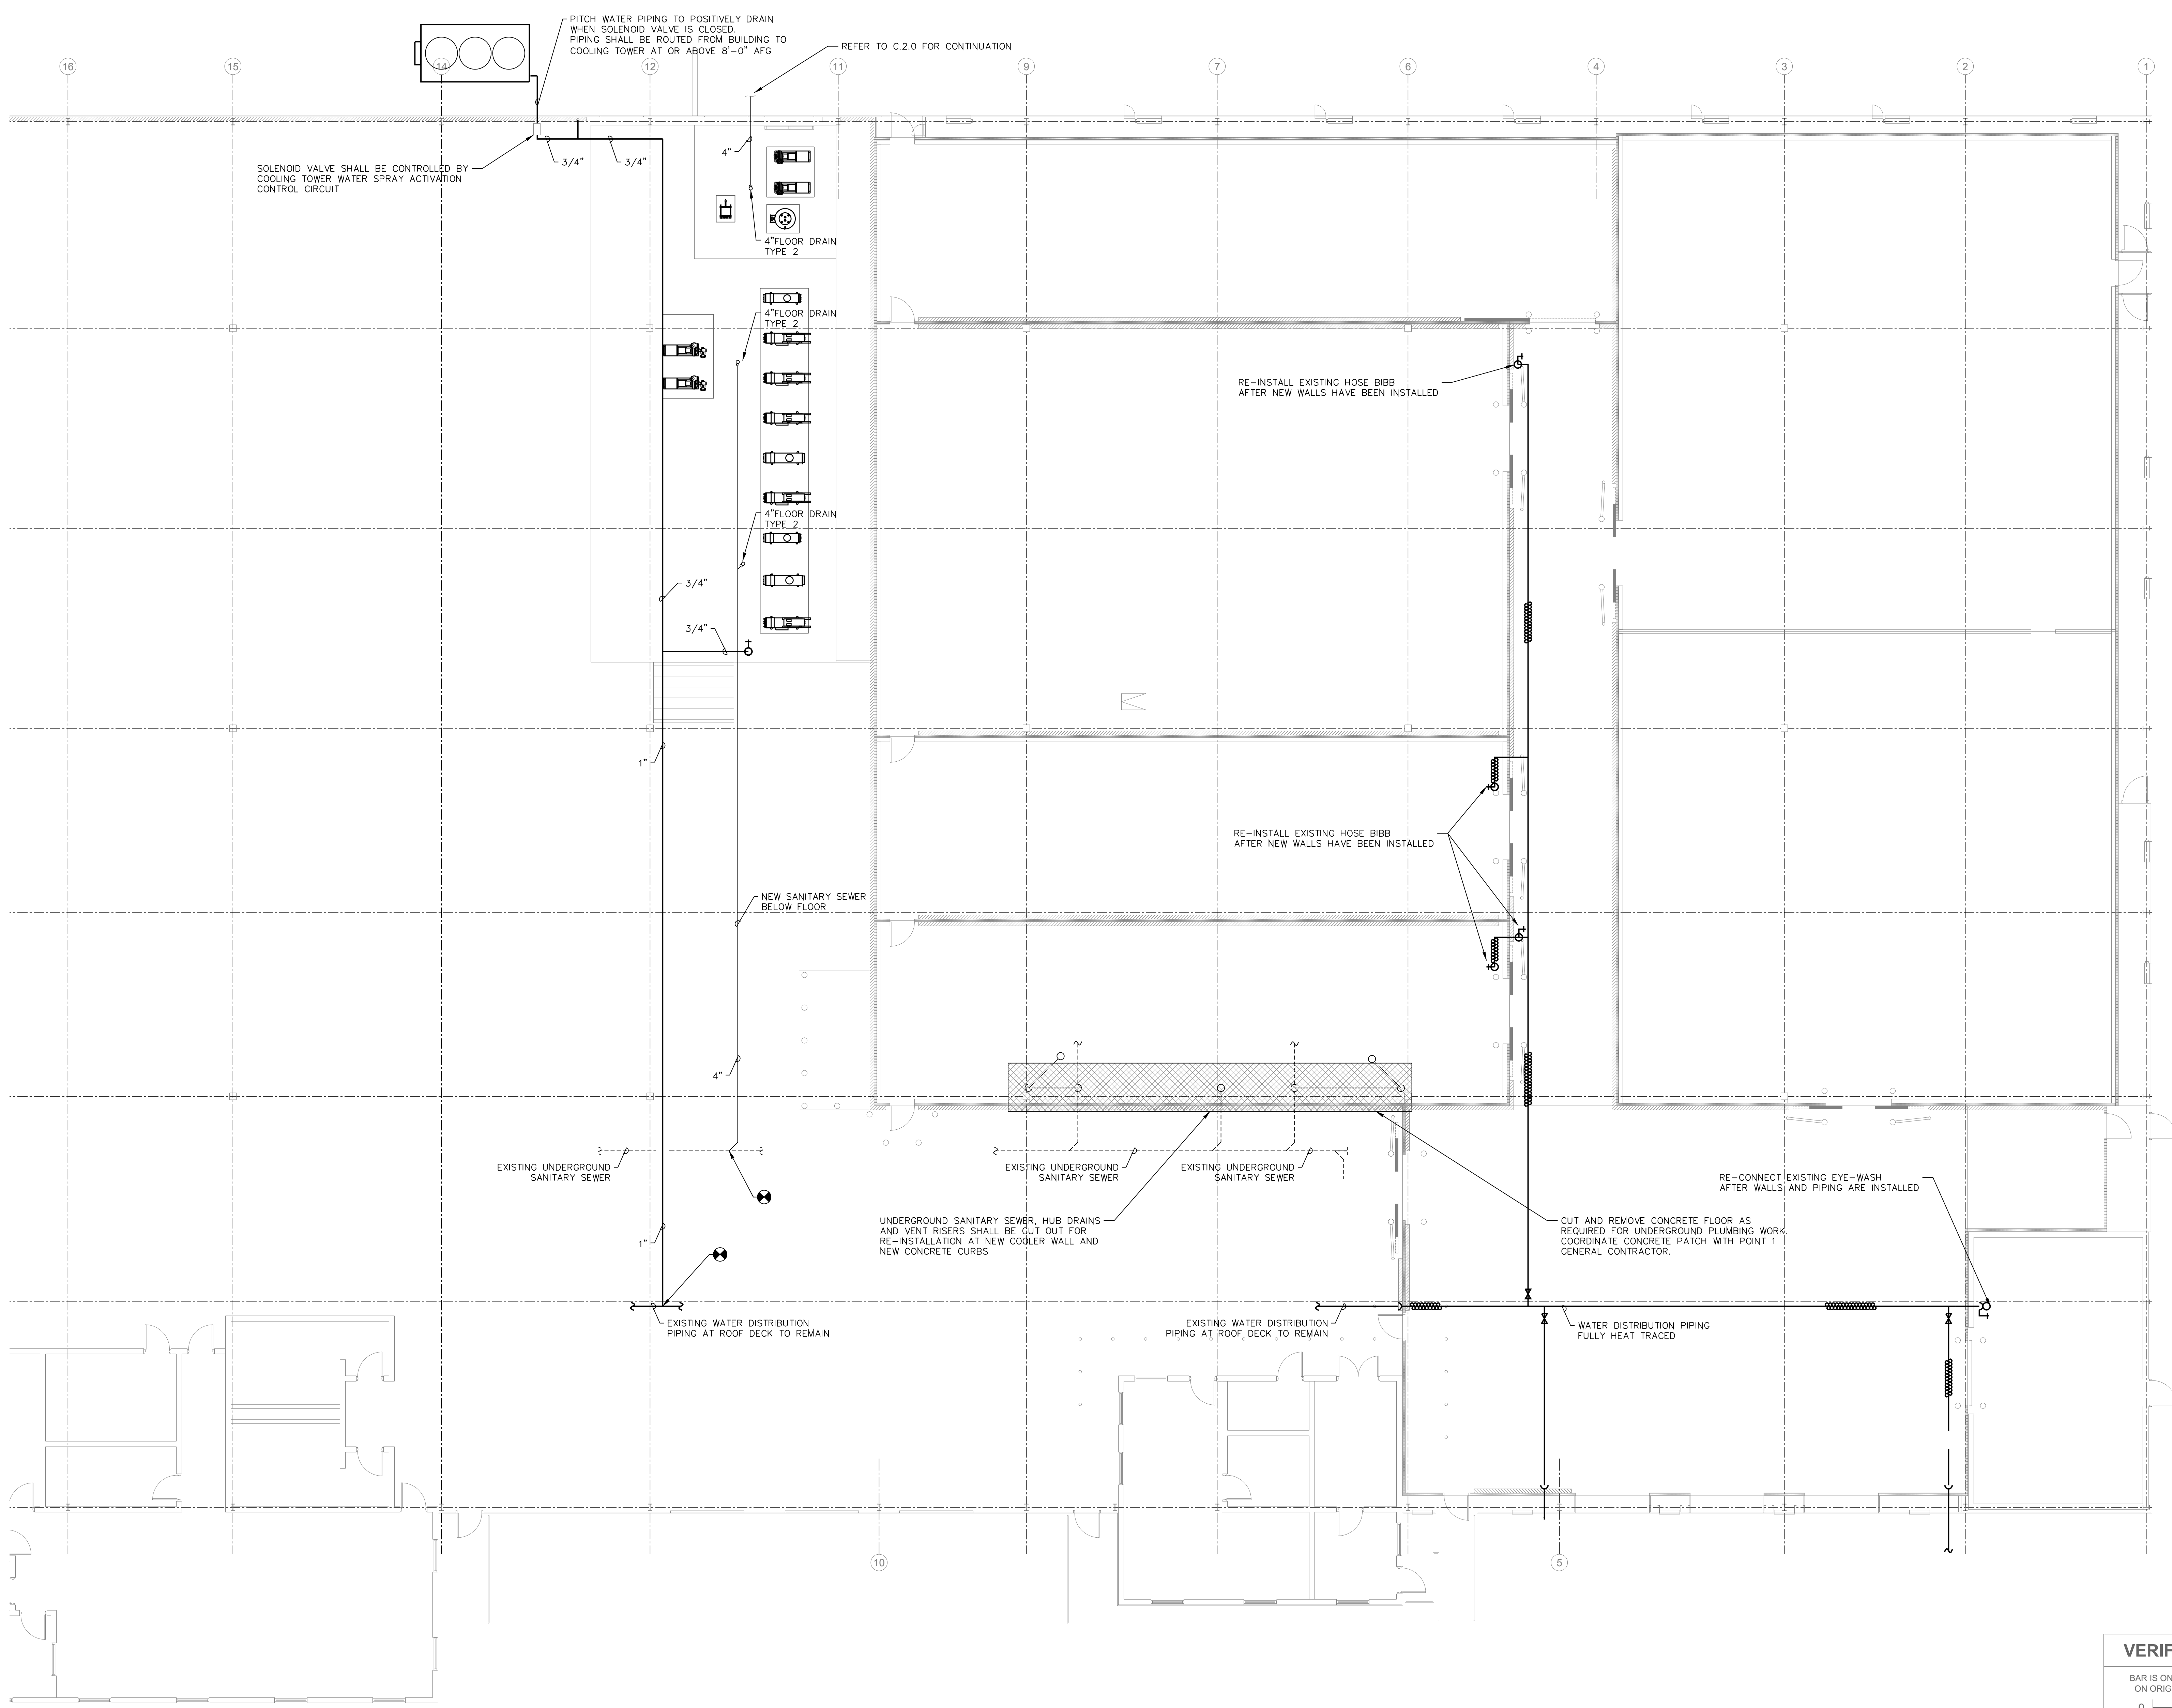 PITCH WATER PIPING TO POSITIVELY DRAIN
WHEN SOLENOID VALVE IS CLOSED.
PIPING SHALL BE ROUTED FROM BUILDING TO
COOLING TOWER AT OR ABOVE 8'-0" AFG
REFER TO C.2.0 FOR CONTINUATION
16
15
14
12
11
9
7
6
4
3
2
1
SOLENOID VALVE SHALL BE CONTROLLED BY
COOLING TOWER WATER SPRAY ACTIVATION
CONTROL CIRCUIT
3/4"
3/4"
4"
4"FLOOR DRAIN
TYPE 2
4"FLOOR DRAIN
TYPE 2
RE-INSTALL EXISTING HOSE BIBB
AFTER NEW WALLS HAVE BEEN INSTALLED
4"FLOOR DRAIN
TYPE 2
3/4"
3/4"
1"
RE-INSTALL EXISTING HOSE BIBB
AFTER NEW WALLS HAVE BEEN INSTALLED
NEW SANITARY SEWER
BELOW FLOOR
4"
EXISTING UNDERGROUND
SANITARY SEWER
EXISTING UNDERGROUND
SANITARY SEWER
EXISTING UNDERGROUND
SANITARY SEWER
RE-CONNECT EXISTING EYE-WASH
AFTER WALLS AND PIPING ARE INSTALLED
UNDERGROUND SANITARY SEWER, HUB DRAINS
AND VENT RISERS SHALL BE CUT OUT FOR
RE-INSTALLATION AT NEW COOLER WALL AND
NEW CONCRETE CURBS
CUT AND REMOVE CONCRETE FLOOR AS
REQUIRED FOR UNDERGROUND PLUMBING WORK.
COORDINATE CONCRETE PATCH WITH POINT 1
GENERAL CONTRACTOR.
1"
EXISTING WATER DISTRIBUTION
PIPING AT ROOF DECK TO REMAIN
EXISTING WATER DISTRIBUTION
PIPING AT ROOF DECK TO REMAIN
WATER DISTRIBUTION PIPING
FULLY HEAT TRACED
10
5
VERIF
BAR IS ON
ON ORIG
0